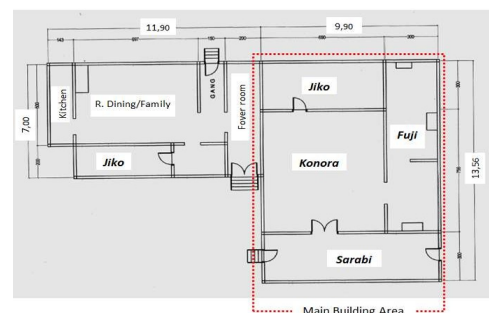 11,90
9,90
7,00
Kitchen
R. Dining/Family
GANG
Foyer room
Jiko
Jiko
Konora
Fuji
13,56
Sarabi
Main Building Area